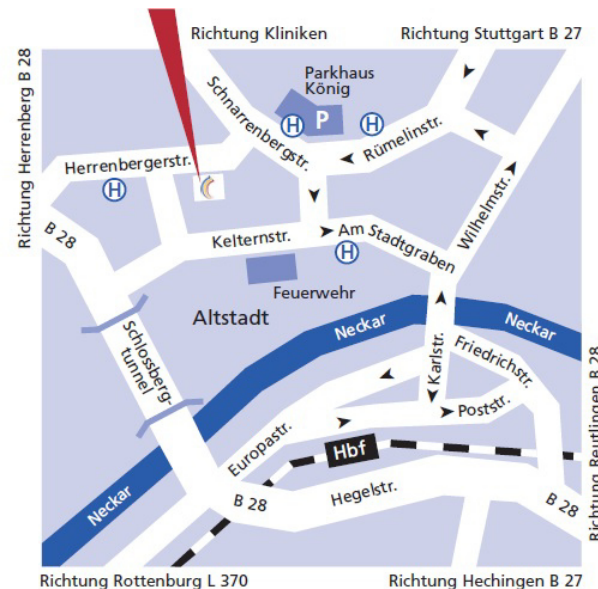 Richtung Kliniken
Richtung Stuttgart B 27
Richtung Herrenberg B 28
Parkhaus
König
H
P
H
Schnarrenbergstr.
Rümelinstr.
Herrenbergerstr.
H
Wilhelmstr.
B 28
Kelternstr.
Am Stadtgraben
H
Feuerwehr
Altstadt
Schlossberg-
tunnel
Neckar
Neckar
Karlstr.
Friedrichstr.
Poststr.
Europastr.
Hbf
Neckar
B 28
Hegelstr.
B 28
Richtung Reutlingen B 28
Richtung Rottenburg L 370
Richtung Hechingen B 27